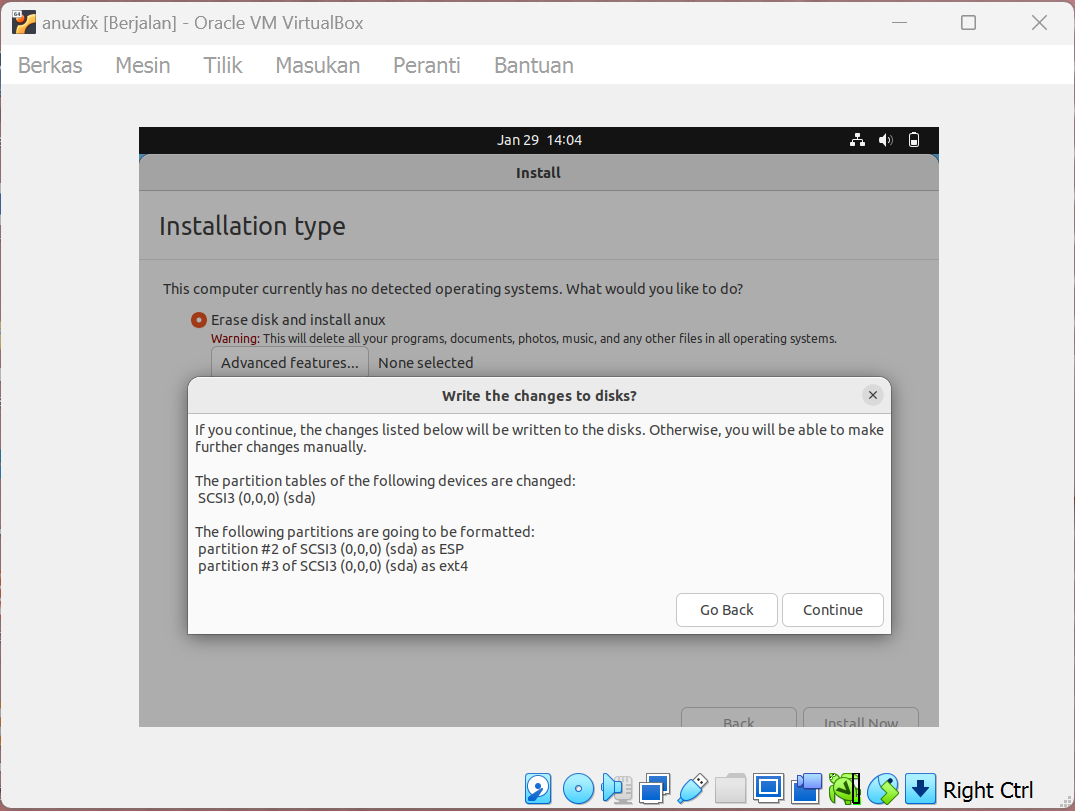 anuxfix [Berjalan] - Oracle VM VirtualBox
Berkas Mesin Tilik Masukan Peranti Bantuan
Jan 29 14:04
Install
Installation type
This computer currently has no detected operating systems. What would you like to do?
Erase disk and install anux
Warning: This will delete all your programs, documents, photos, music, and any other files in all operating systems.
Advanced features... None selected
Write the changes to disks?
If you continue, the changes listed below will be written to the disks. Otherwise, you will be able to make
further changes manually.
The partition tables of the following devices are changed:
SCSI3 (0,0,0) (sda)
The following partitions are going to be formatted:
partition #2 of SCSI3 (0,0,0) (sda) as ESP
partition #3 of SCSI3 (0,0,0) (sda) as ext4
Go Back Continue
Back Install Now
Right Ctrl